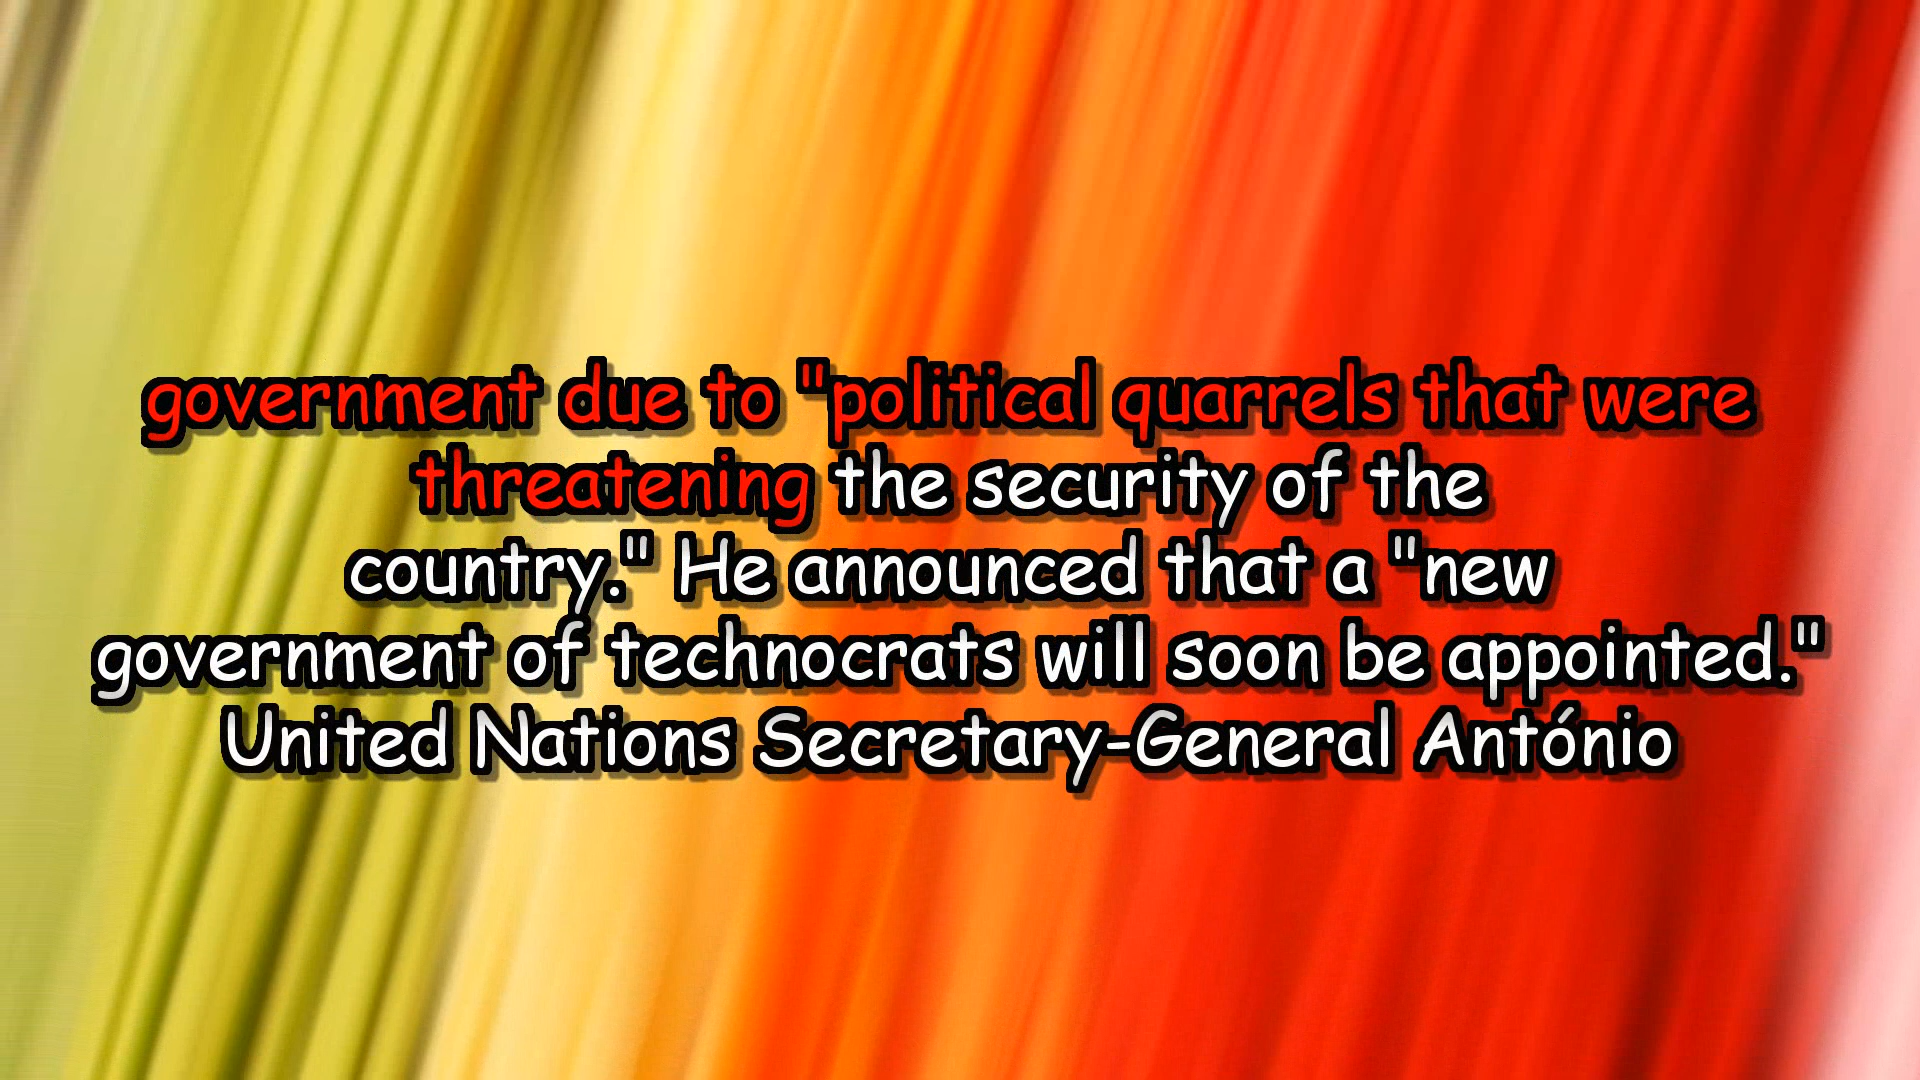 government due to "political quarrels that were
threatening the security of the
country." He announced that a "new
government of technocrats will soon be appointed."
United Nations Secretary-General António